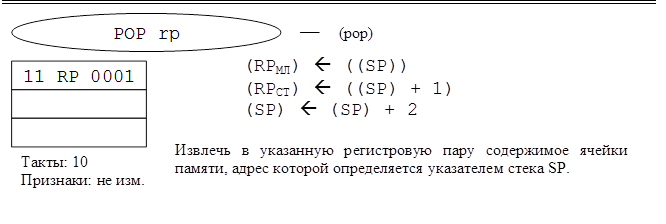 POP rp — (pop)
11 RP 0001
(RPМЛ) 🡨 ((SP))
(RPСТ) 🡨 ((SP) + 1)
(SP) 🡨 (SP) + 2
Такты: 10
Признаки: не изм.
Извлечь в указанную регистровую пару содержимое ячейки
памяти, адрес которой определяется указателем стека SP.